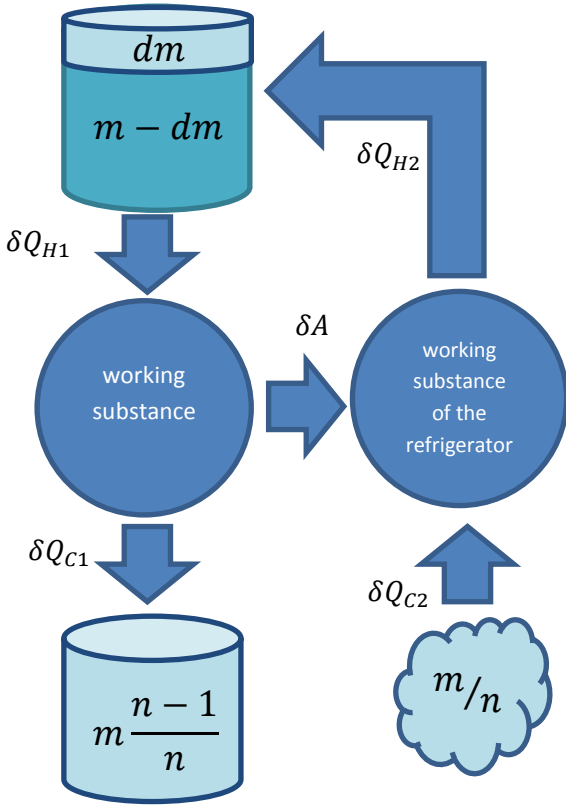 dm
m − dm
δQ_{H2}
δQ_{H1}
δA
working
substance
working
substance
of the
refrigerator
δQ_{C1}
δQ_{C2}
m \frac{n − 1}{n}
m/n